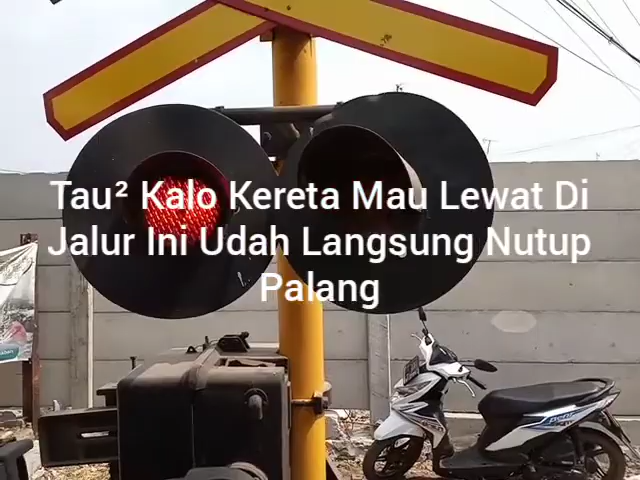 Tau² Kalo Kereta Mau Lewat Di
Jalur Ini Udah Langsung Nutup
Palang